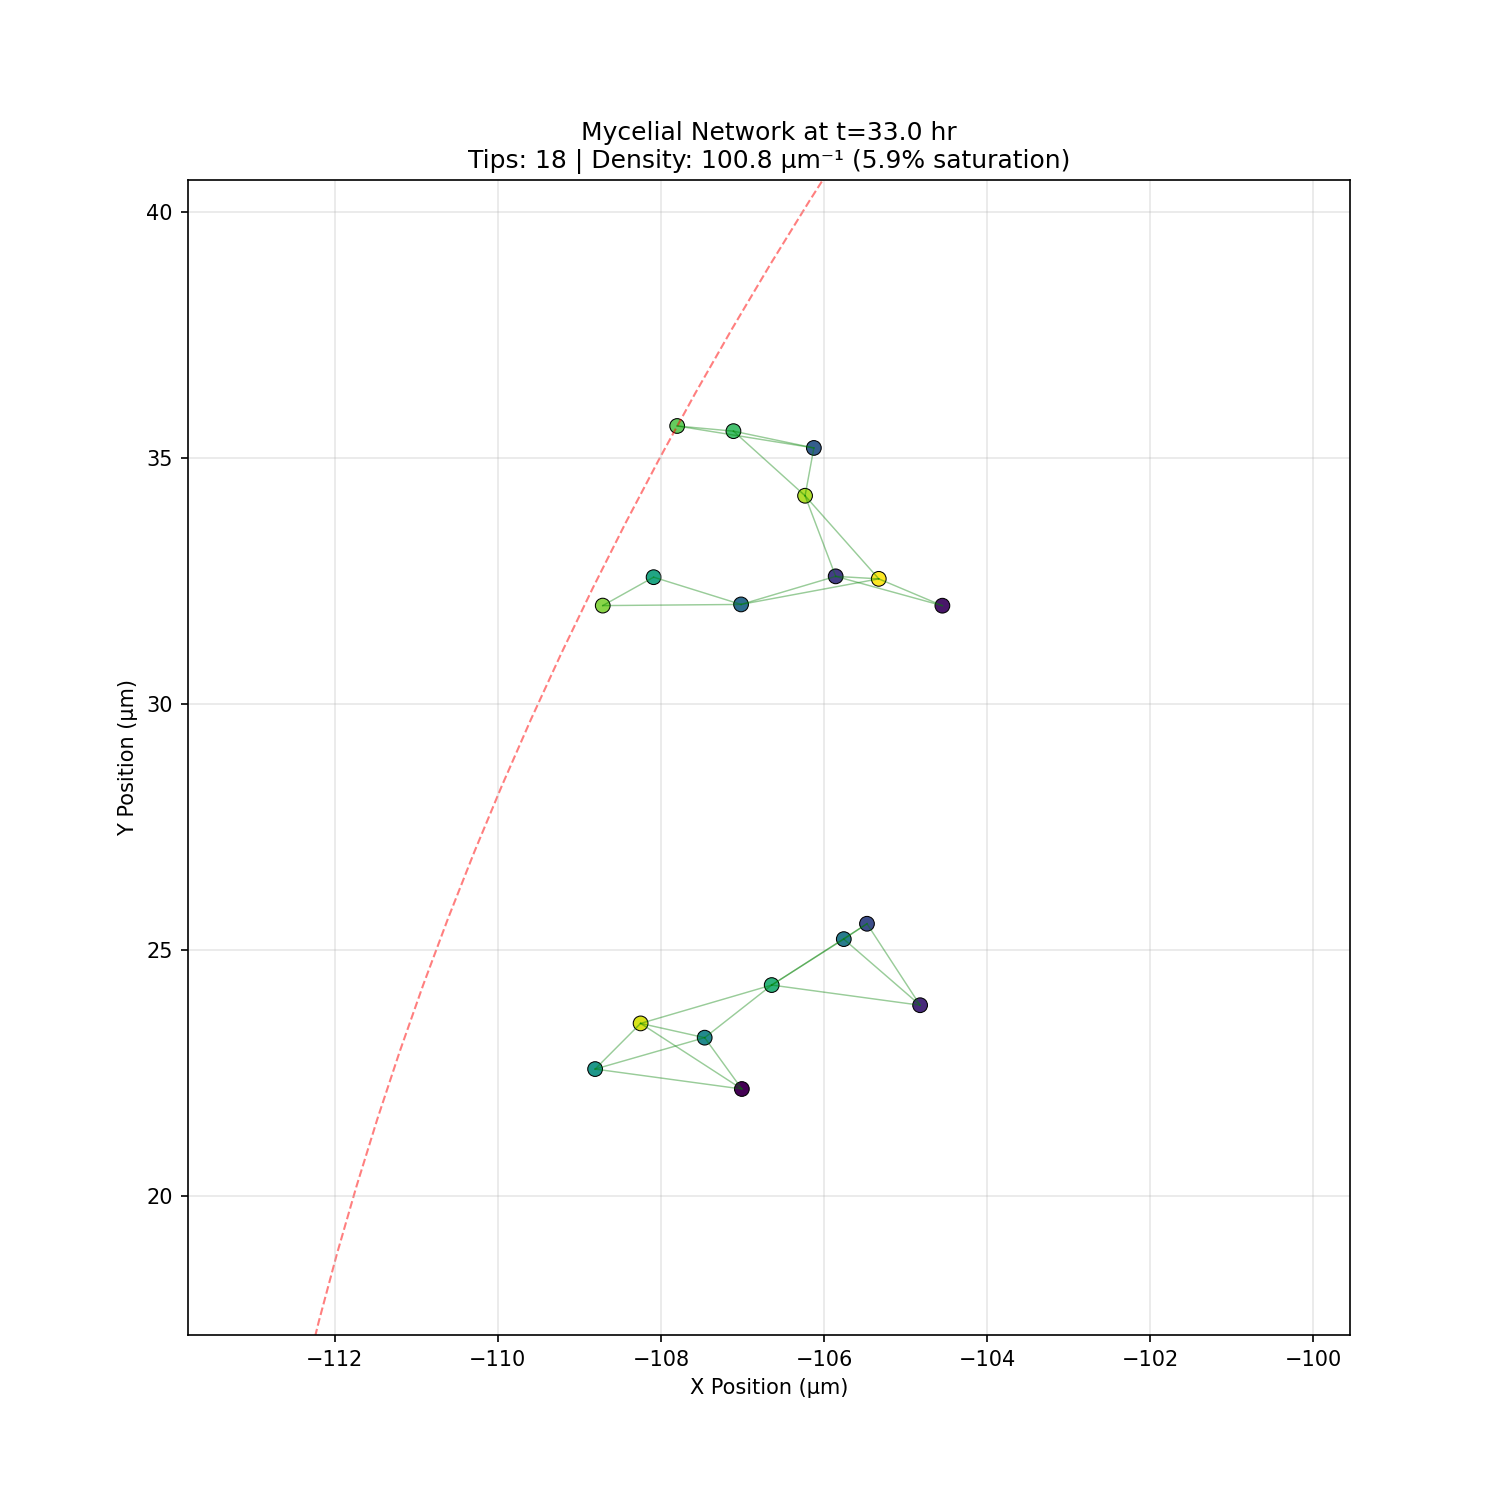 Mycelial Network at t=33.0 hr
Tips: 18 | Density: 100.8 µm⁻¹ (5.9% saturation)
40
35
30
25
20
Y Position (µm)
−112 −110 −108 −106 −104 −102 −100
X Position (µm)